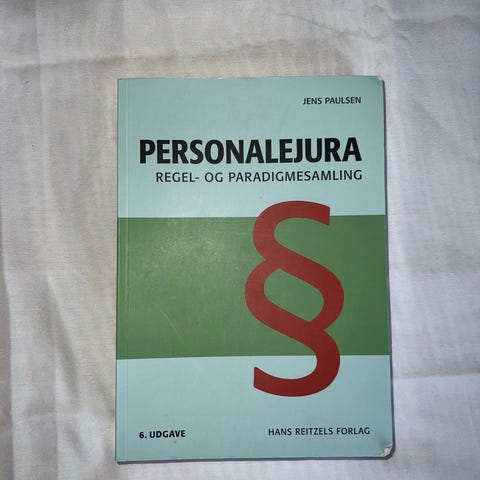 JENS PAULSEN
PERSONALEJURA
REGEL- OG PARADIGMESAMLING
§
6. UDGAVE
HANS REITZELS FORLAG